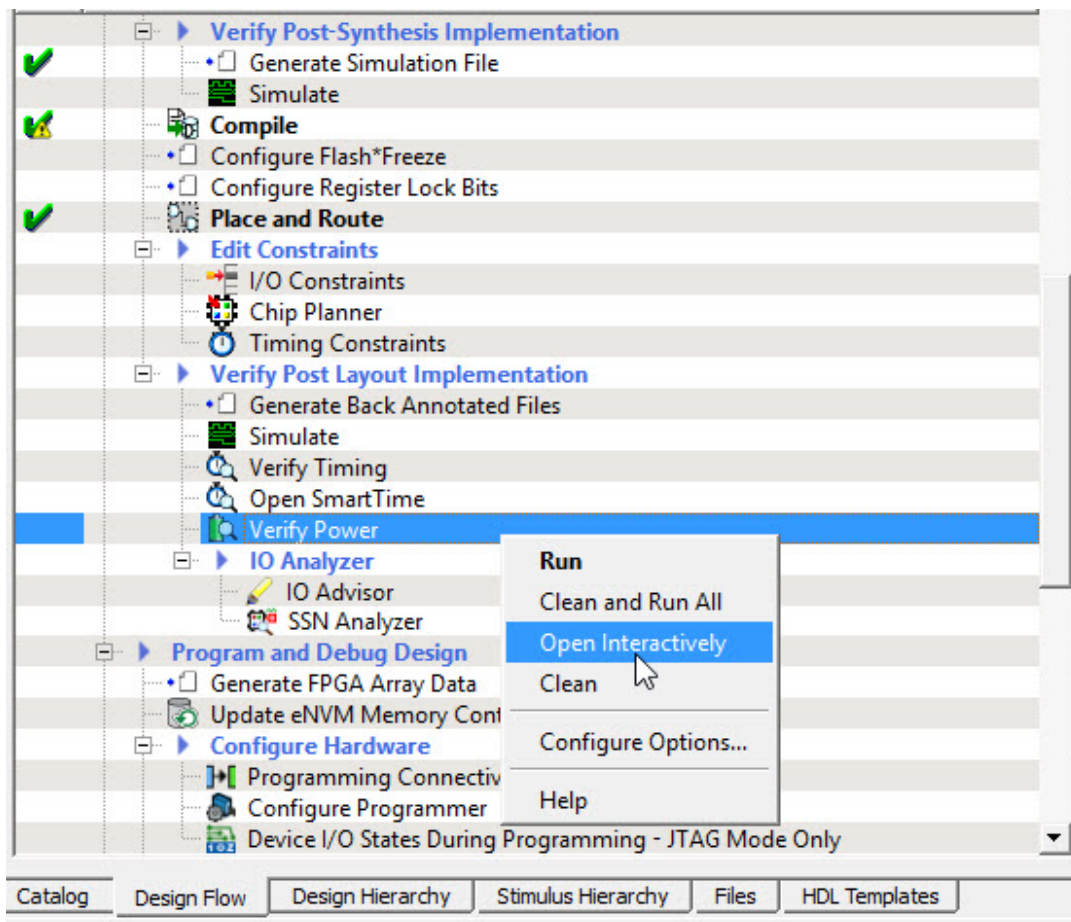 Verify Post-Synthesis Implementation
Generate Simulation File
Simulate
Compile
Configure Flash*Freeze
Configure Register Lock Bits
Place and Route
Edit Constraints
I/O Constraints
Chip Planner
Timing Constraints
Verify Post Layout Implementation
Generate Back Annotated Files
Simulate
Verify Timing
Open SmartTime
Verify Power
IO Analyzer
IO Advisor
SSN Analyzer
Program and Debug Design
Generate FPGA Array Data
Update eNVM Memory Cont
Configure Hardware
Programming Connectiv
Configure Programmer
Device I/O States During Programming - JTAG Mode Only
Run
Clean and Run All
Open Interactively
Clean
Configure Options...
Help
Catalog Design Flow Design Hierarchy Stimulus Hierarchy Files HDL Templates